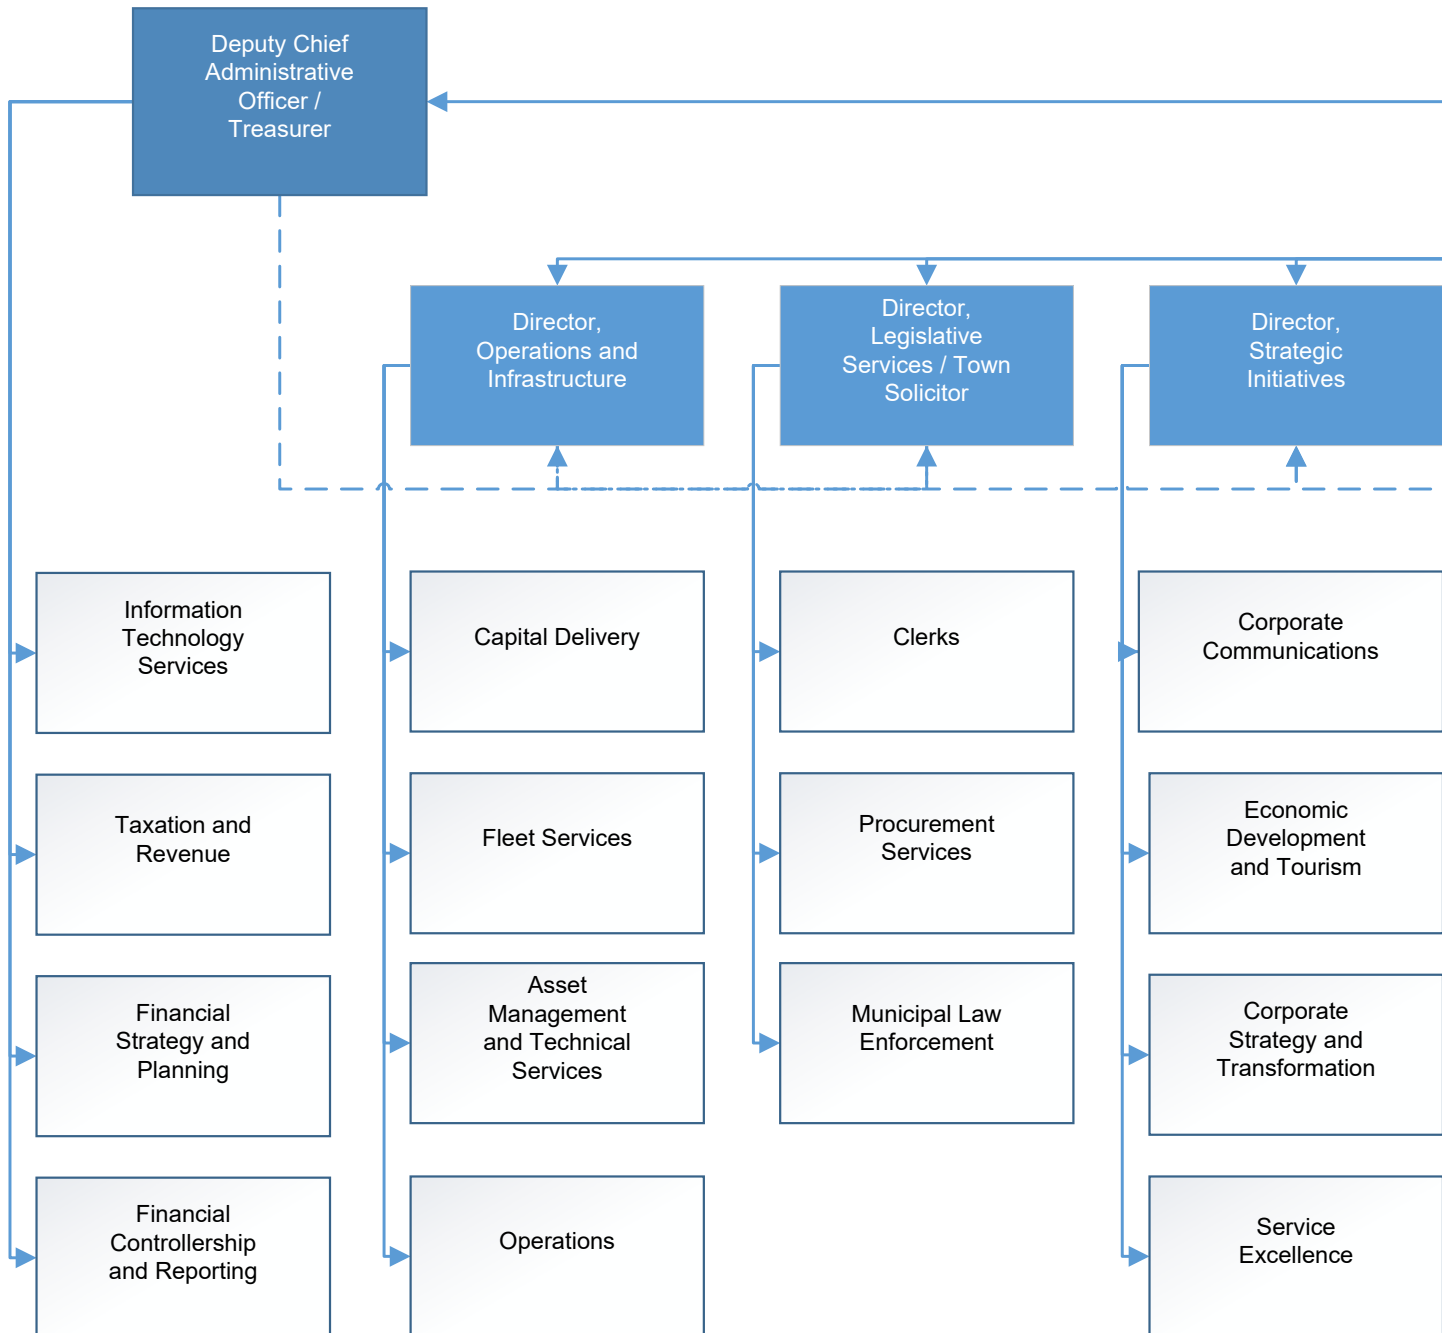 Deputy Chief
Administrative
Officer /
Treasurer
Director,
Operations and
Infrastructure
Director,
Legislative
Services / Town
Solicitor
Director,
Strategic
Initiatives
Information
Technology
Services
Capital Delivery
Clerks
Corporate
Communications
Taxation and
Revenue
Fleet Services
Procurement
Services
Economic
Development
and Tourism
Financial
Strategy and
Planning
Asset
Management
and Technical
Services
Municipal Law
Enforcement
Corporate
Strategy and
Transformation
Financial
Controllership
and Reporting
Operations
Service
Excellence